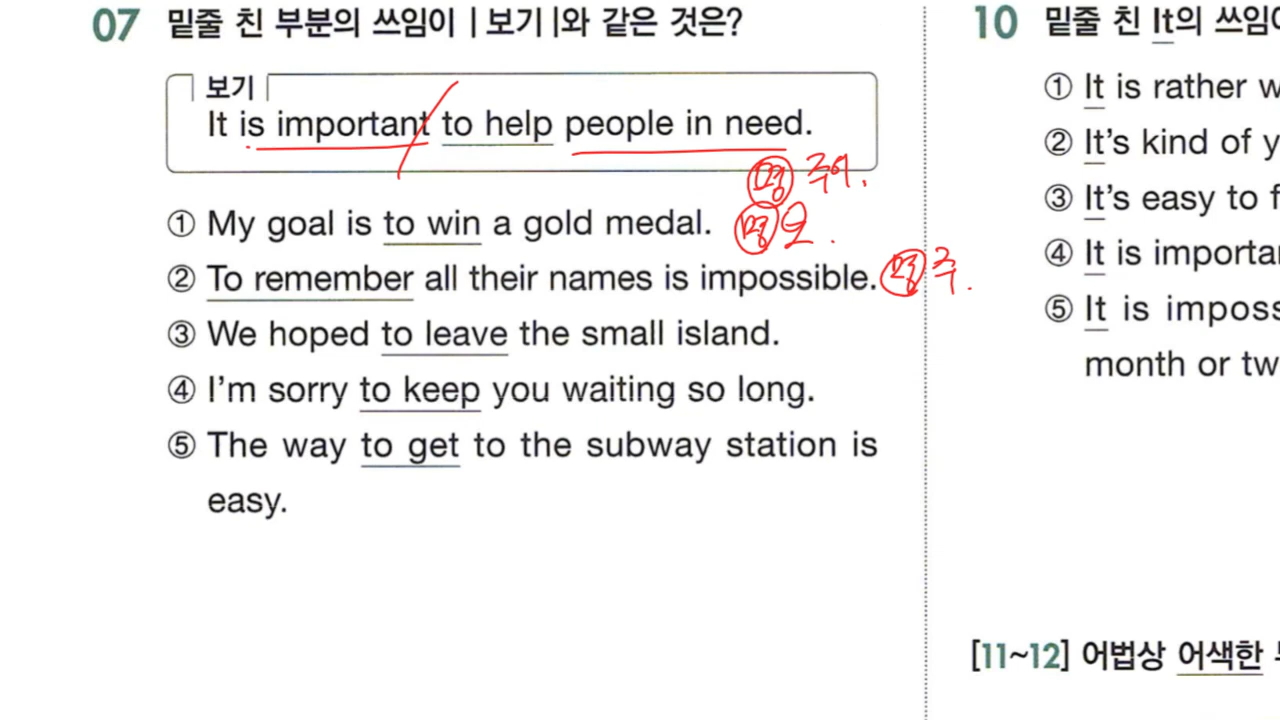 07 밑줄 친 부분의 쓰임이 |보기|와 같은 것은?
보기
It is important to help people in need.
명 주어.
① My goal is to win a gold medal. 명 보.
② To remember all their names is impossible. 명 주.
③ We hoped to leave the small island.
④ I'm sorry to keep you waiting so long.
⑤ The way to get to the subway station is
easy.
10 밑줄 친 It의 쓰임
① It is rather
② It's kind of
③ It's easy to
④ It is
⑤ It is
month or
[11~12] 어법상 어색한